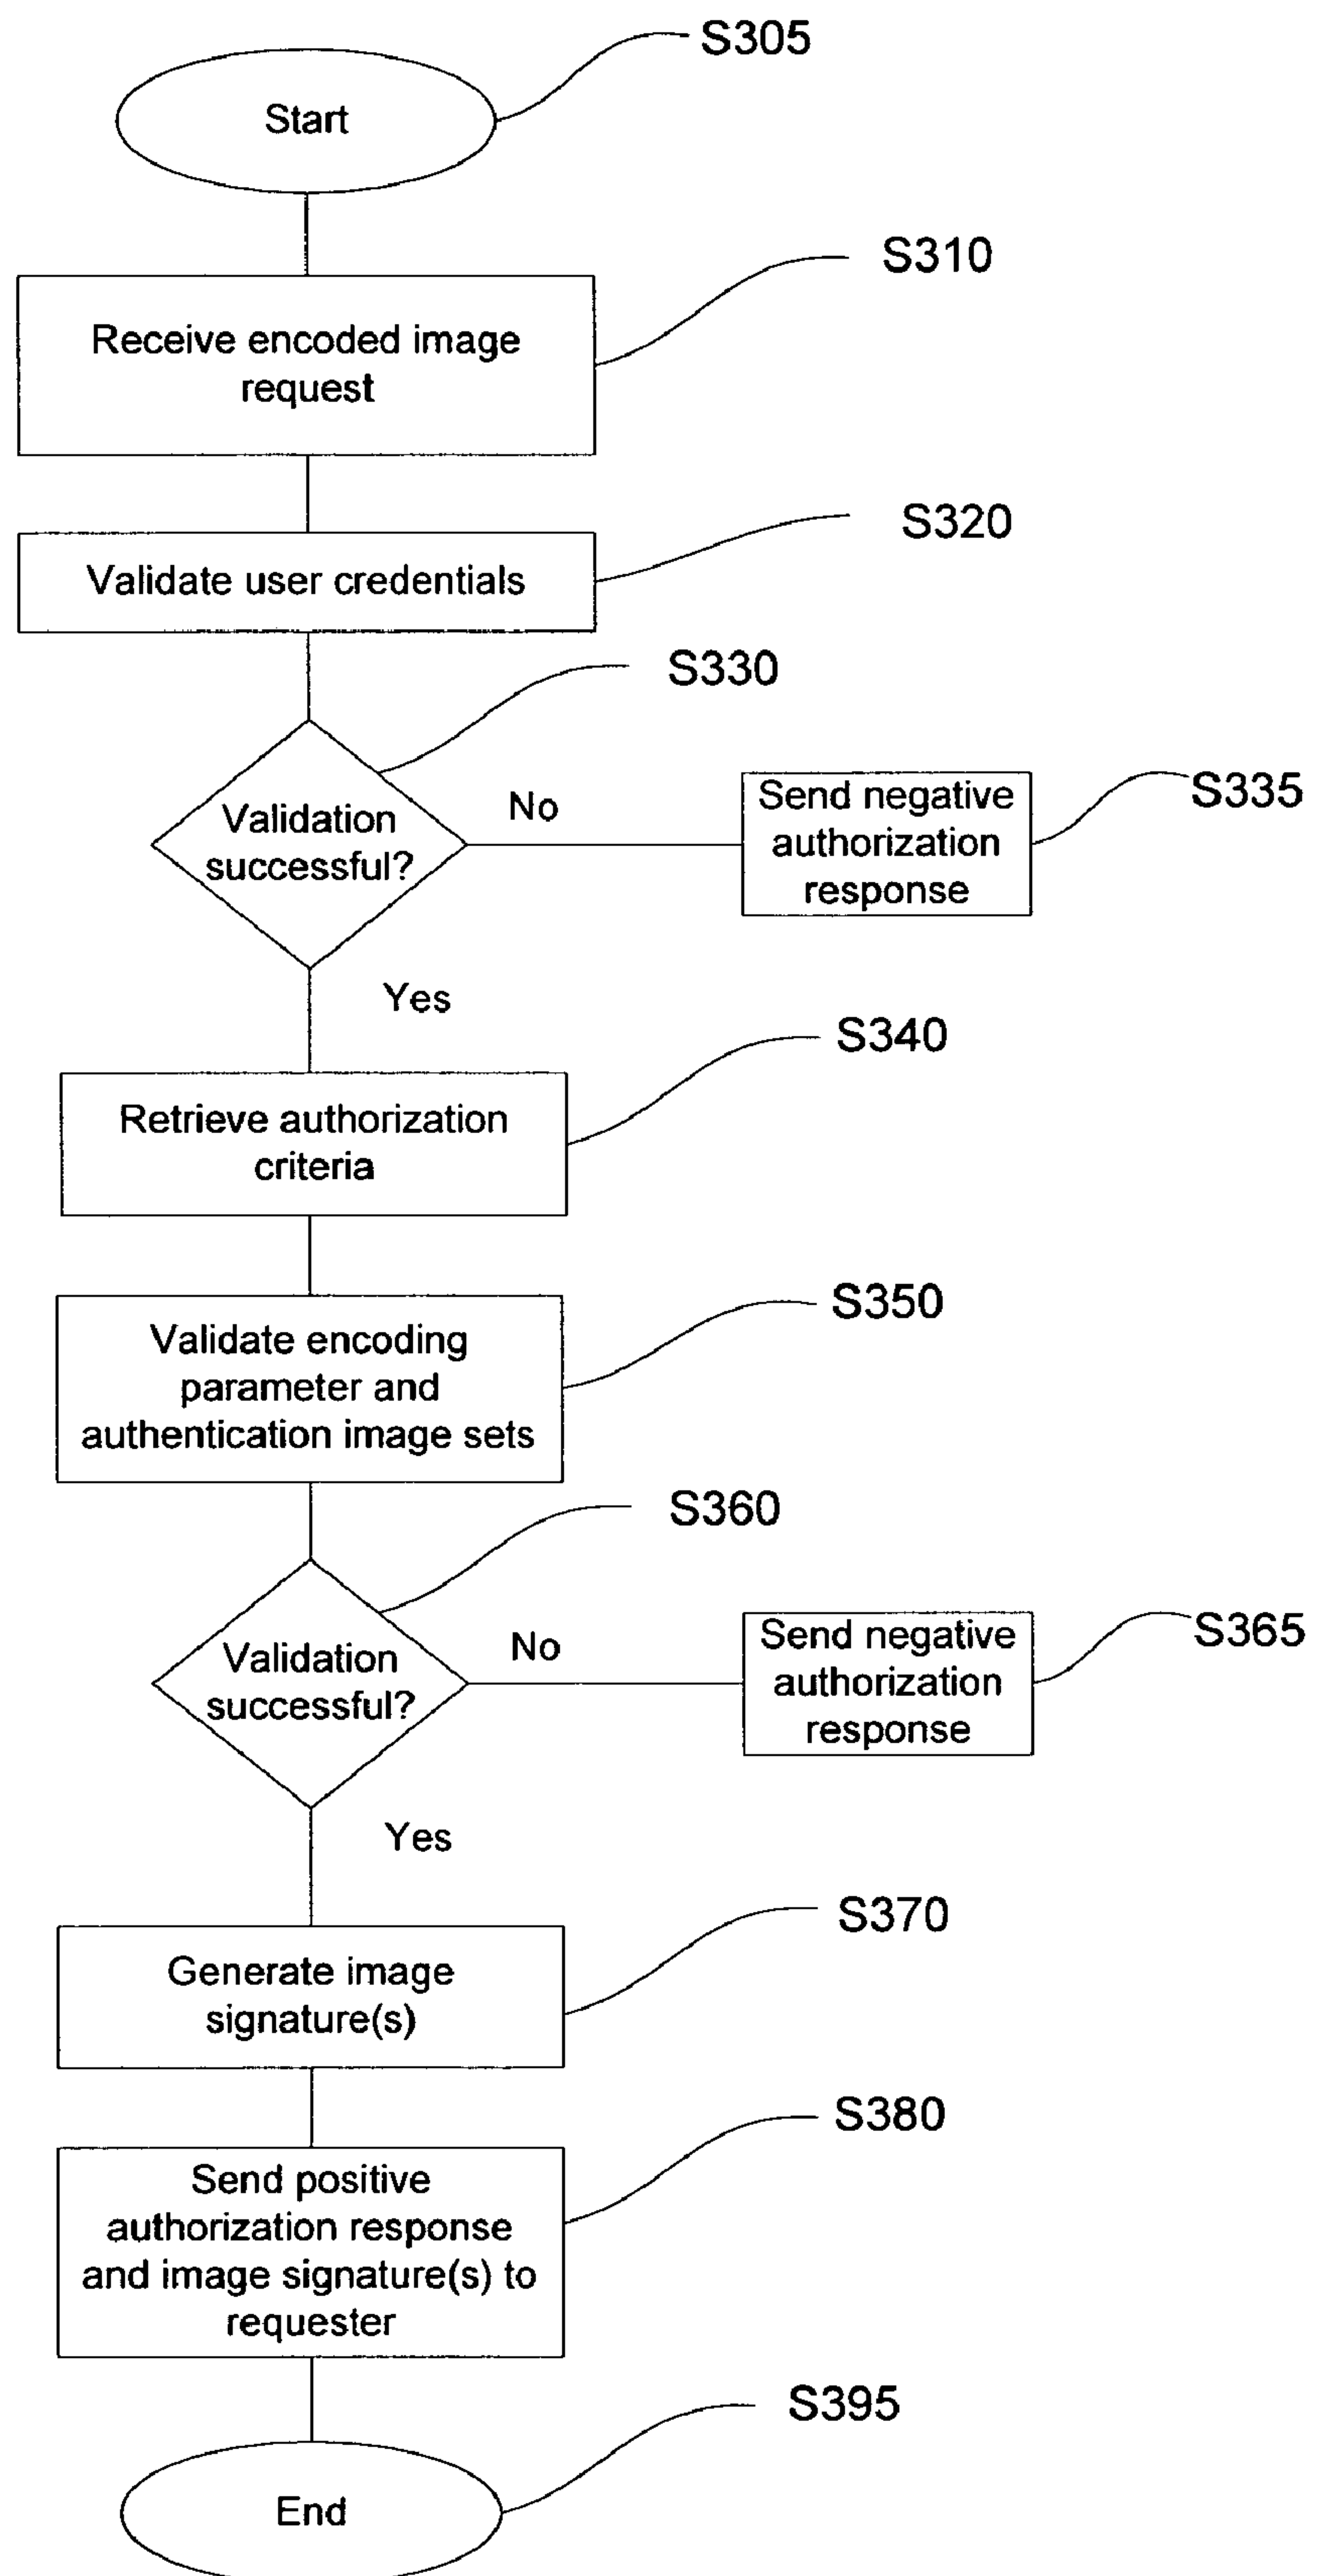 S305
Start
S310
Receive encoded image
request
S320
Validate user credentials
S330
Validation
successful?
No
Send negative
authorization
response
S335
Yes
S340
Retrieve authorization
criteria
S350
Validate encoding
parameter and
authentication image sets
S360
Validation
successful?
No
Send negative
authorization
response
S365
Yes
S370
Generate image
signature(s)
S380
Send positive
authorization response
and image signature(s) to
requester
S395
End